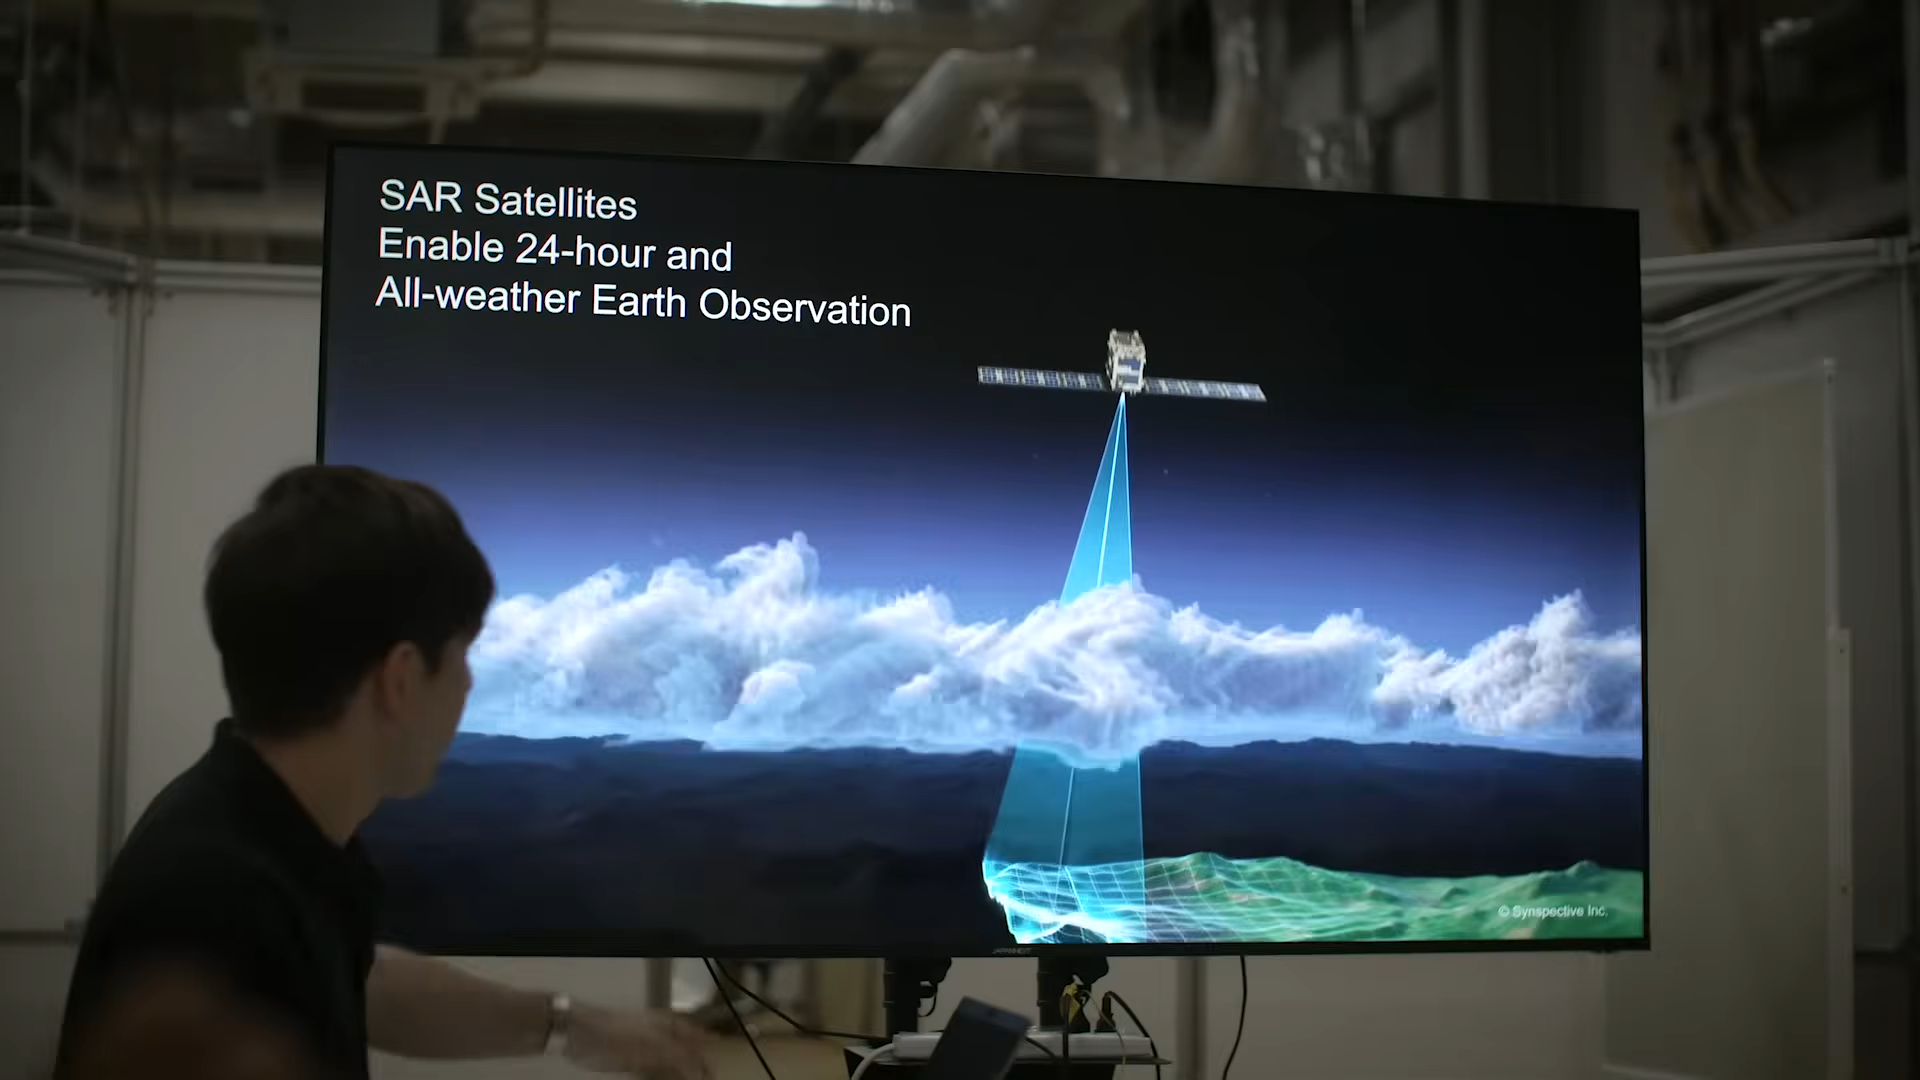 SAR Satellites
Enable 24-hour and
All-weather Earth Observation
© Synspective Inc.